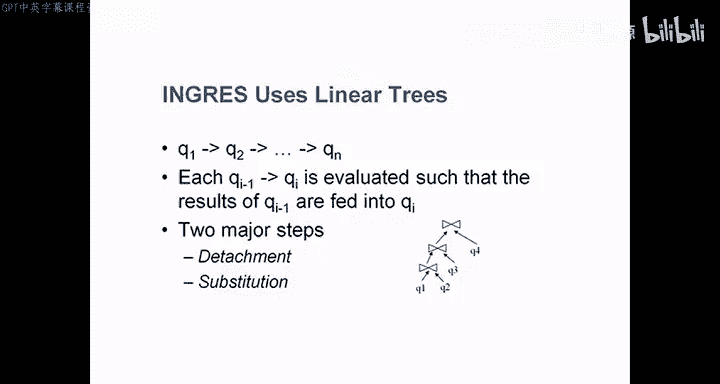 GPT中英字幕课程资
源
bilibili
INGRES Uses Linear Trees
• q1 -> q2 -> … -> qn
• Each qi-1 -> qi is evaluated such that the
results of qi-1 are fed into qi
• Two major steps
– Detachment
– Substitution
q4
q3
q1 q2